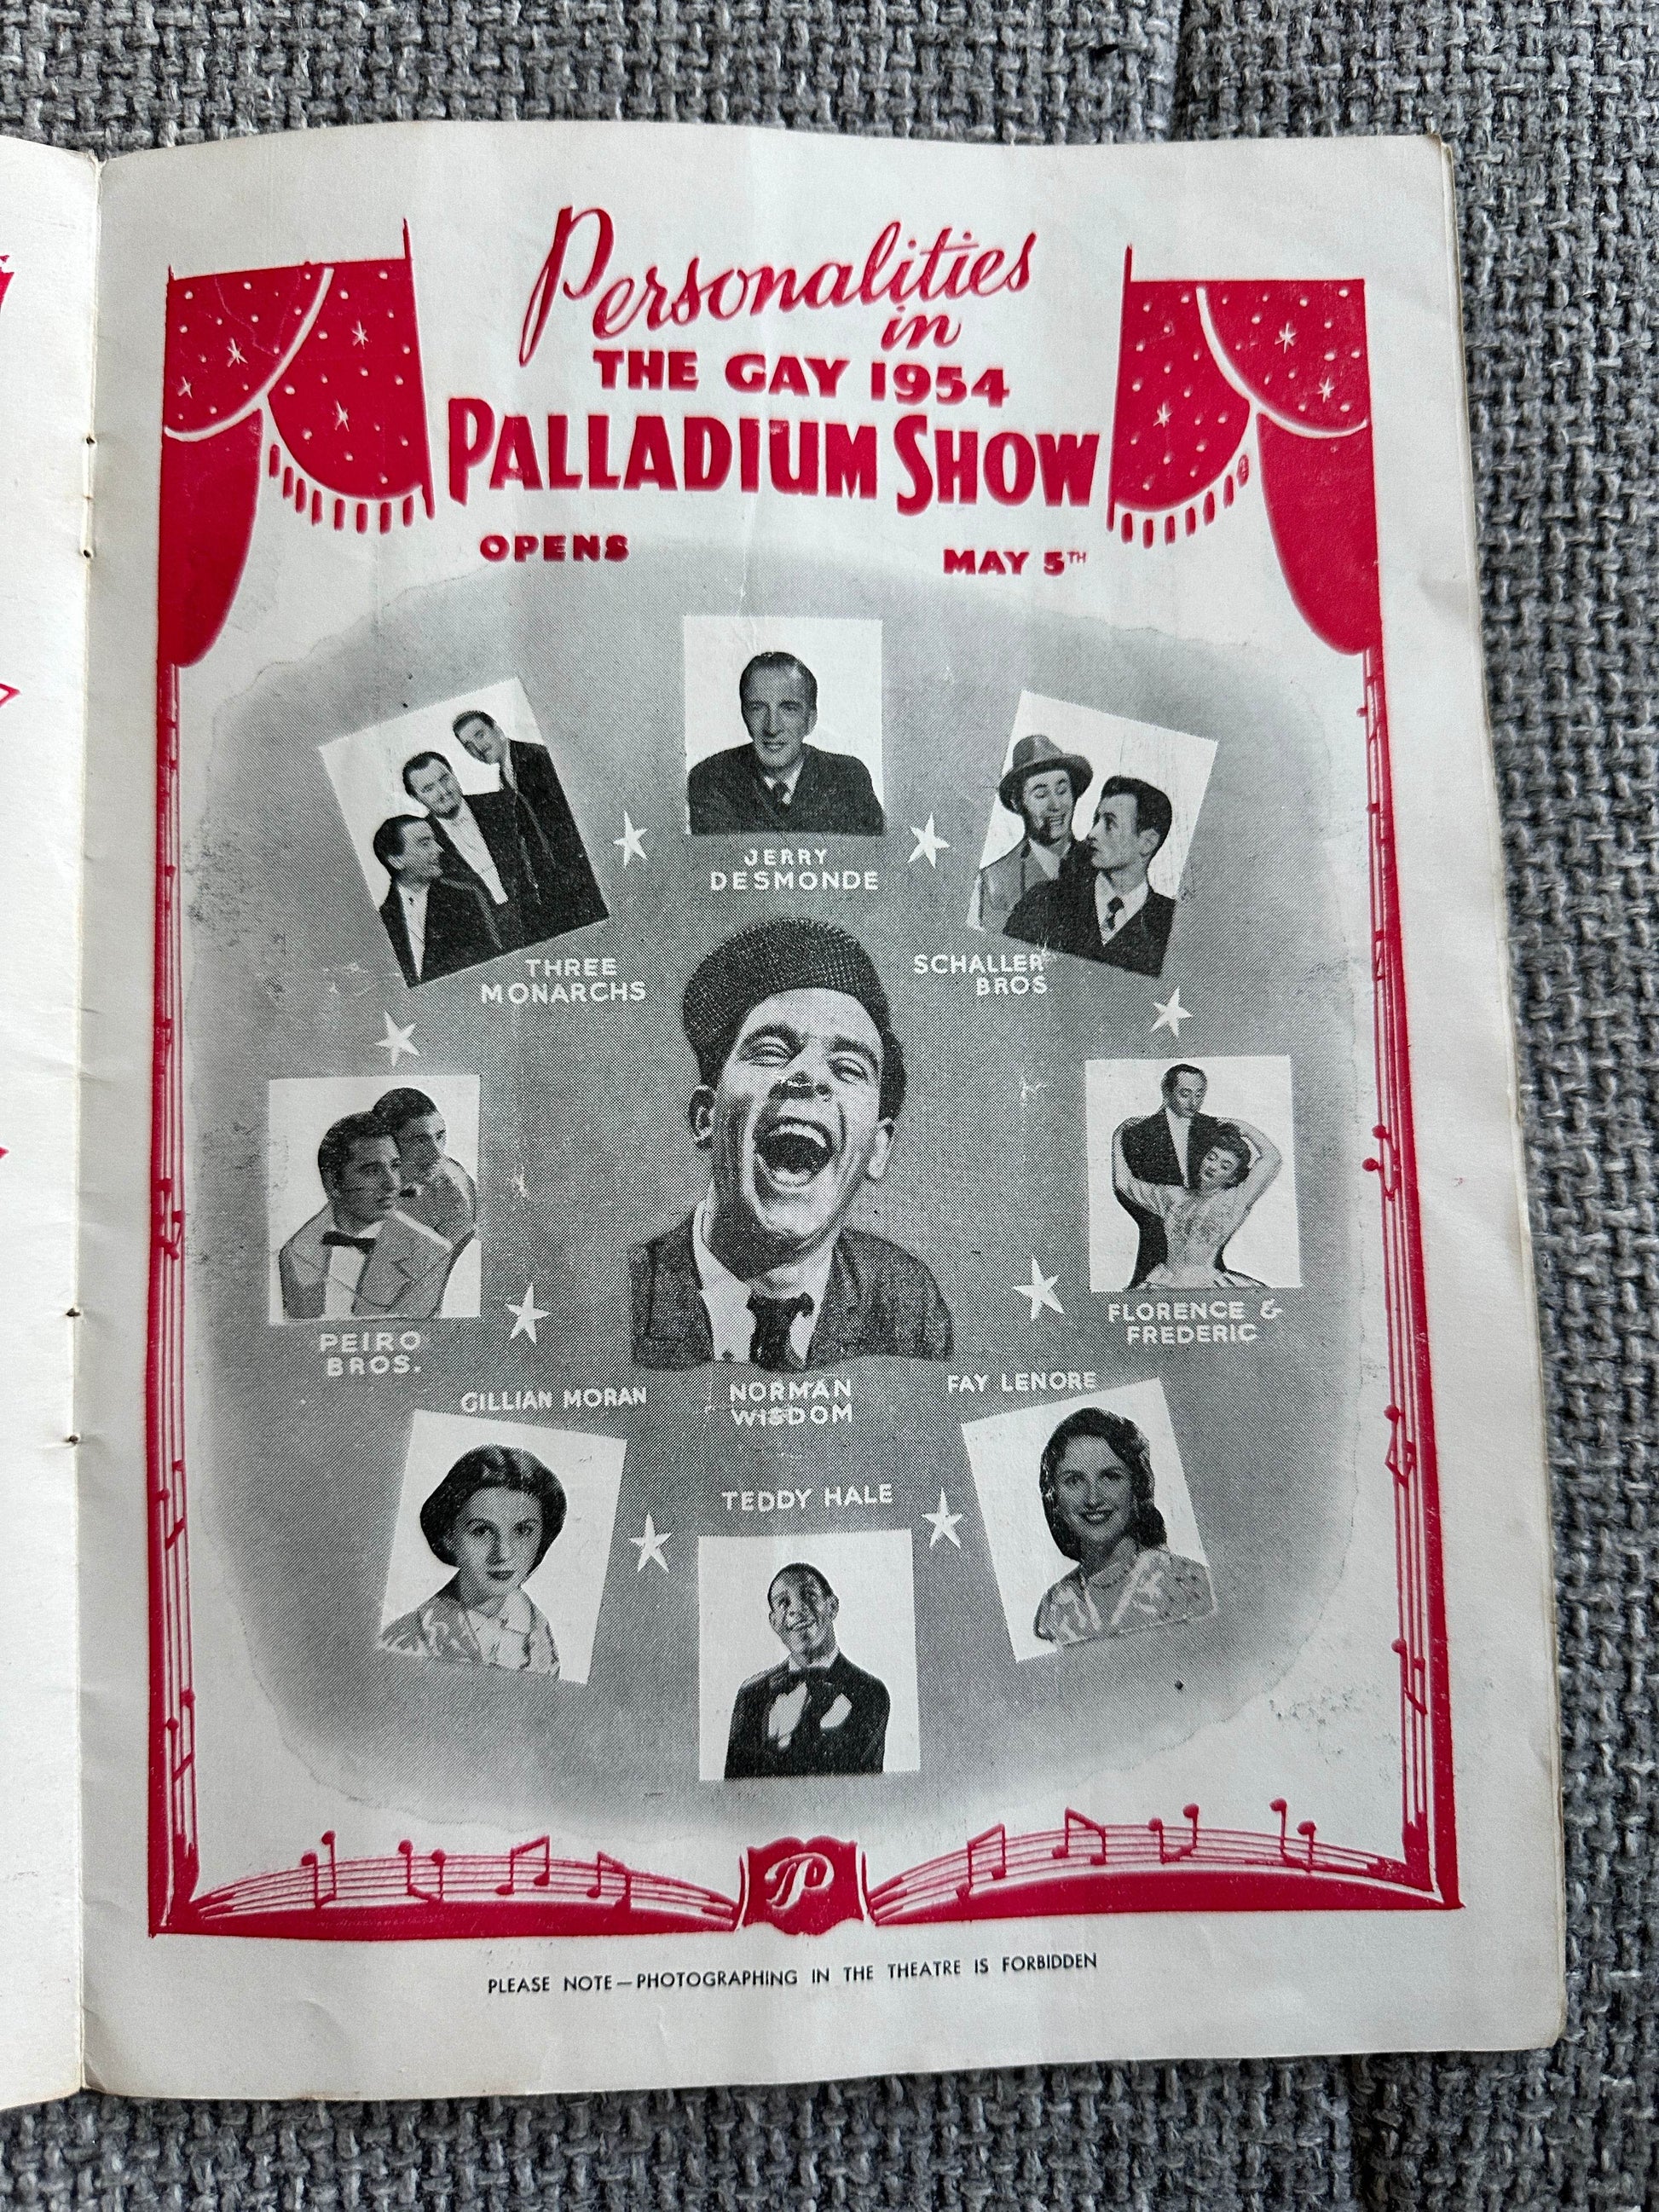 Personalities
in
THE GAY 1954
PALLADIUM SHOW
OPENS
MAY 5TH
JERRY
DESMONDE
THREE
MONARCHS
SCHALLER
BROS
PEIRO
BROS.
FLORENCE &
FREDERIC
GILLIAN MORAN
NORMAN
WISDOM
FAY LENORE
TEDDY HALE
PLEASE NOTE—PHOTOGRAPHING IN THE THEATRE IS FORBIDDEN